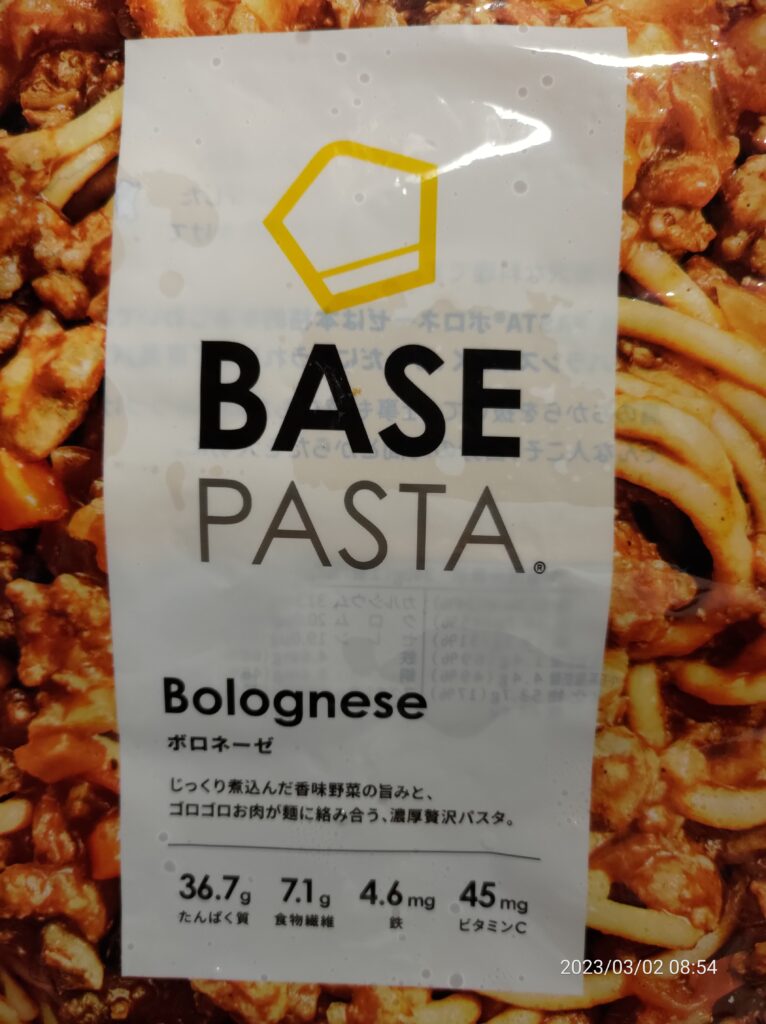 BASE
PASTA®
Bolognese
ボロネーゼ
じっくり煮込んだ香味野菜の旨みと、
ゴロゴロお肉が麺に絡み合う、濃厚贅沢パスタ。
36.7g 7.1g 4.6mg 45mg
たんぱく質 食物繊維 鉄 ビタミンC
2023/03/02 08:54